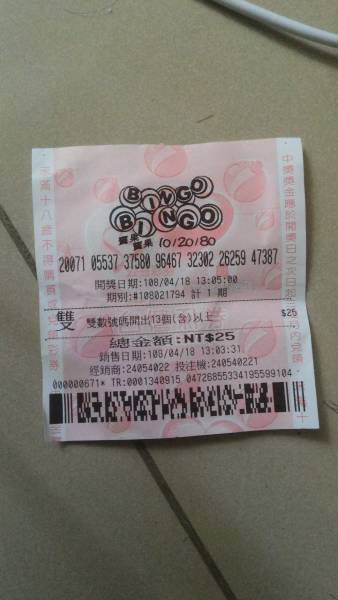 BINGO
BINGO
賓果
賓果 10/20/80
20071 05537 37580 96467 32302 26259 47387
開獎日期:108/04/18 13:05:00
期別:#108021794 計 1 期
雙 雙數號碼開出13個(含)以上 $25
總金額:NT$25
銷售日期:108/04/18 13:03:31
經銷商:24054022 投注機:240540221
000000671* TR:0001340915 04726855334195599104
未滿十八歲不得購買或兌領彩券
中獎獎金應於開獎日之次日起